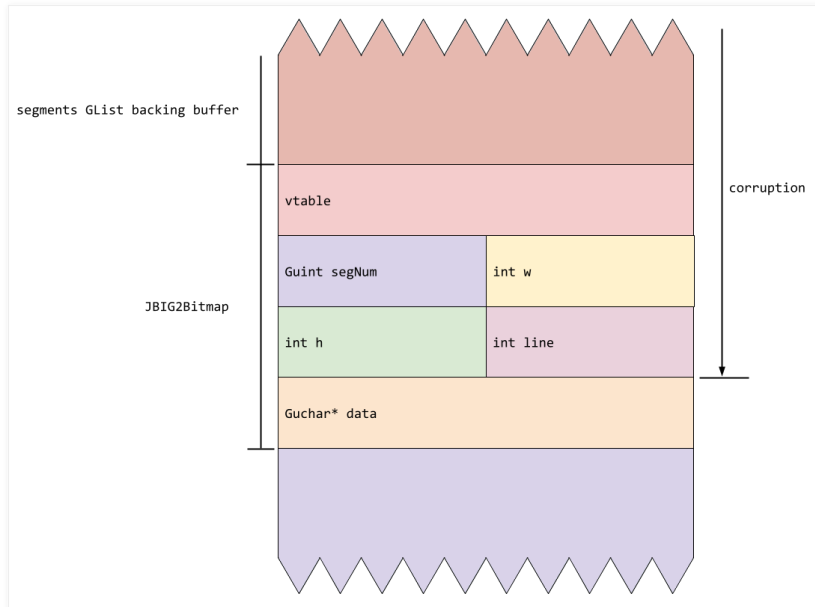 segments GList backing buffer
corruption
vtable
Guint segNum
int w
JBIG2Bitmap
int h
int line
Guchar* data